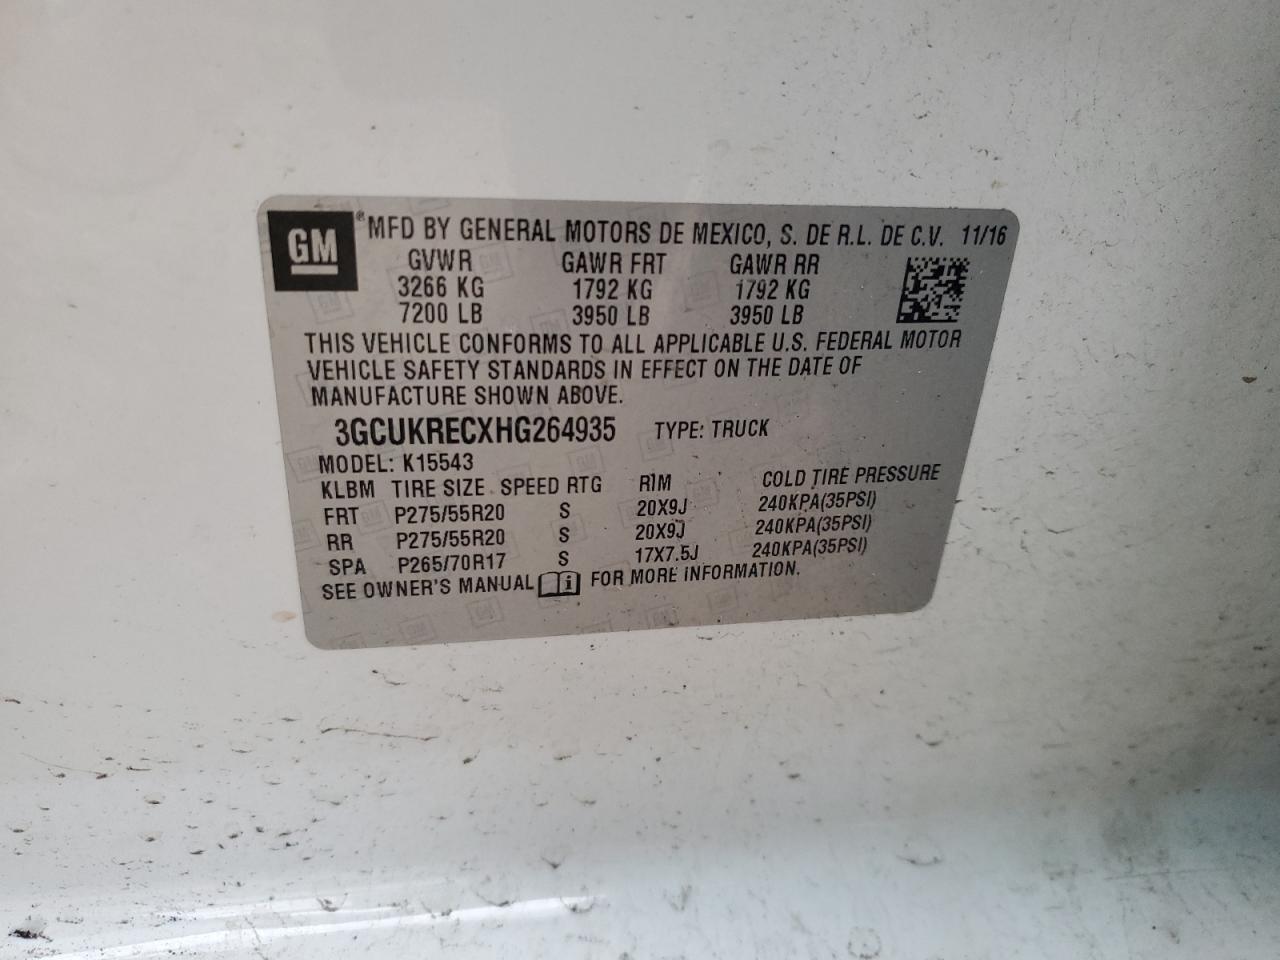 GM ® MFD BY GENERAL MOTORS DE MEXICO, S. DE R.L. DE C.V. 11/16
GVWR GAWR FRT GAWR RR
3266 KG 1792 KG 1792 KG
7200 LB 3950 LB 3950 LB
THIS VEHICLE CONFORMS TO ALL APPLICABLE U.S. FEDERAL MOTOR
VEHICLE SAFETY STANDARDS IN EFFECT ON THE DATE OF
MANUFACTURE SHOWN ABOVE.
3GCUKRECXHG264935 TYPE: TRUCK
MODEL: K15543
KLBM TIRE SIZE SPEED RTG RIM COLD TIRE PRESSURE
FRT P275/55R20 S 20X9J 240KPA(35PSI)
RR P275/55R20 S 20X9J 240KPA(35PSI)
SPA P265/70R17 S 17X7.5J 240KPA(35PSI)
SEE OWNER'S MANUAL i FOR MORE INFORMATION.